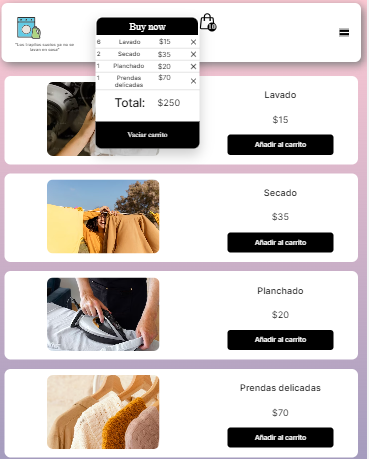 "Los trapitos sucios ya no se
lavan en casa"
Buy now
10
6 Lavado $15 ×
2 Secado $35 ×
1 Planchado $20 ×
1 Prendas delicadas $70 ×
Total: $250
Vaciar carrito
Lavado
$15
Añadir al carrito
Secado
$35
Añadir al carrito
Planchado
$20
Añadir al carrito
Prendas delicadas
$70
Añadir al carrito